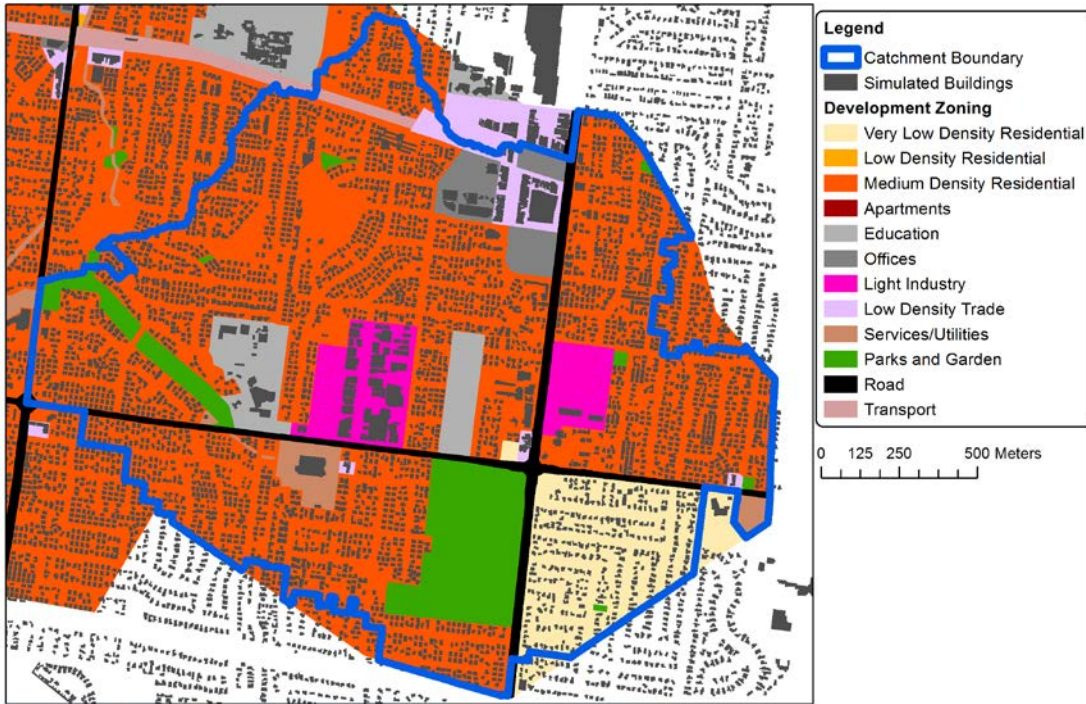 Legend
Catchment Boundary
Simulated Buildings
Development Zoning
Very Low Density Residential
Low Density Residential
Medium Density Residential
Apartments
Education
Offices
Light Industry
Low Density Trade
Services/Utilities
Parks and Garden
Road
Transport
0 125 250 500 Meters